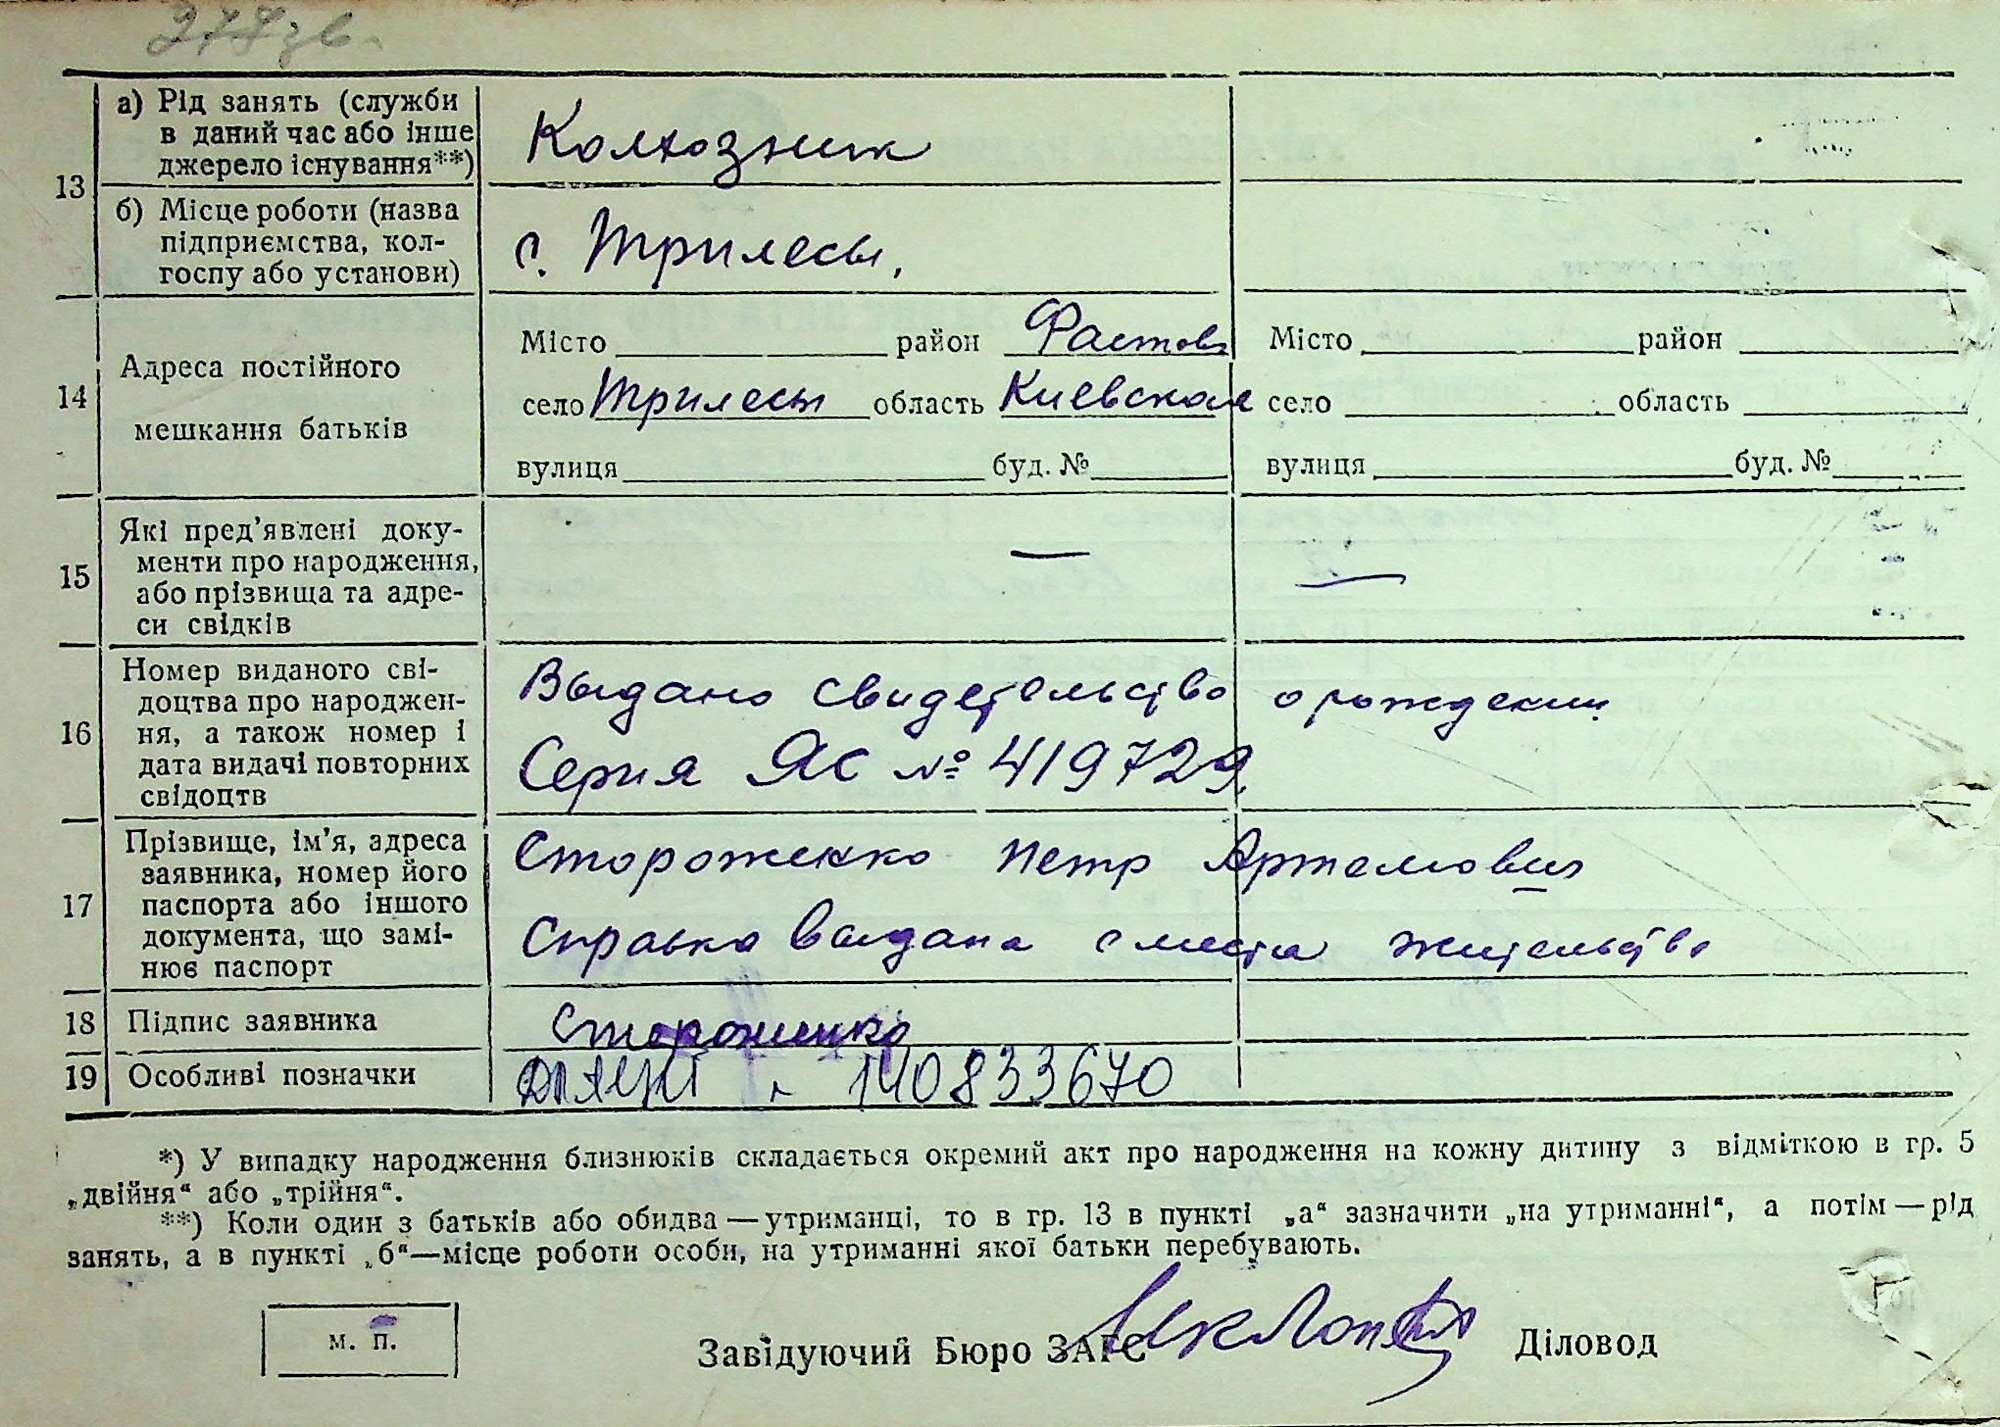 277 зв.
13
а) Рід занять (служби
в даний час або інше
джерело існування**)
Колхозник
б) Місце роботи (назва
підприємства, кол-
госпу або установи)
с. Трилесы,
14
Адреса постійного
мешкання батьків
Місто район Фастов Місто район
село Трилесы область Киевская село область
вулиця буд. № вулиця буд. №
15
Які пред’явлені доку-
менти про народження,
або прізвища та адре-
си свідків
— —
16
Номер виданого сві-
доцтва про народжен-
ня, а також номер і
дата видачі повторних
свідоцтв
Выдано свидетельство о рождении
Серия ЯС № 419729.
17
Прізвище, ім’я, адреса
заявника, номер його
паспорта або іншого
документа, що замі-
нює паспорт
Стороженко Петр Артемович
Справка выдана с места жительства
18 Підпис заявника Стороженко
19 Особливі позначки 140833670
*) У випадку народження близнюків складається окремий акт про народження на кожну дитину з відміткою в гр. 5
„двійня“ або „трійня“.
**) Коли один з батьків або обидва — утриманці, то в гр. 13 в пункті „а“ зазначити „на утриманні“, а потім — рід
занять, а в пункті „б“—місце роботи особи, на утриманні якої батьки перебувають.
м. п.
Завідуючий Бюро ЗАГС Діловод